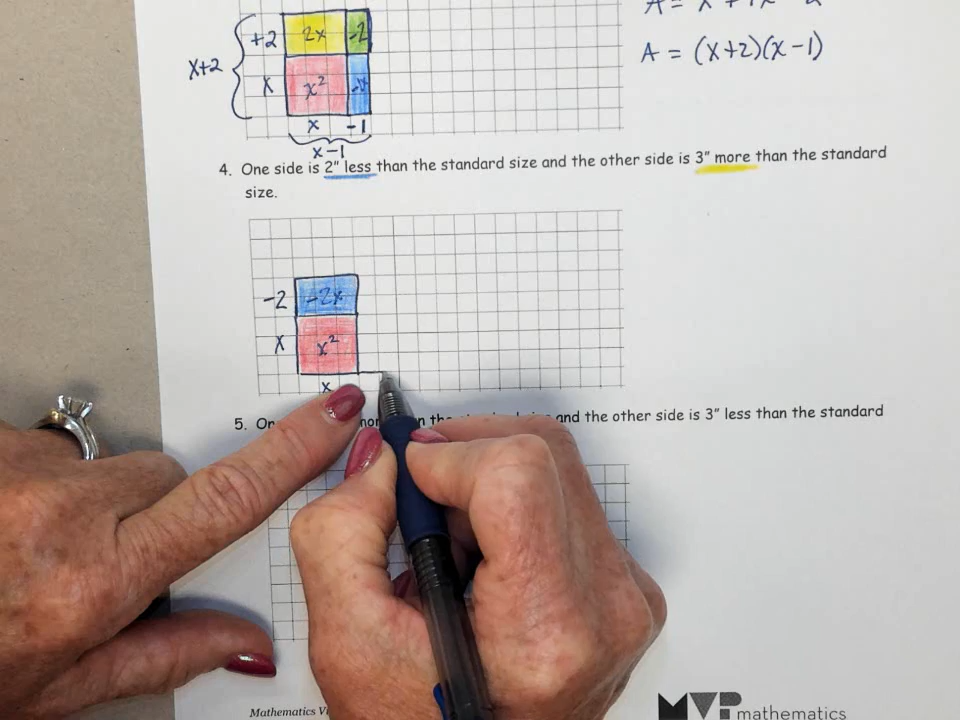 +2 2x -2
x+2
x x² -x
x -1
x-1
A = (x+2)(x-1)
4. One side is 2" less than the standard size and the other side is 3" more than the standard
size.
-2 -2x
x x²
x
5. and the other side is 3" less than the standard
Mathematics
MVP mathematics